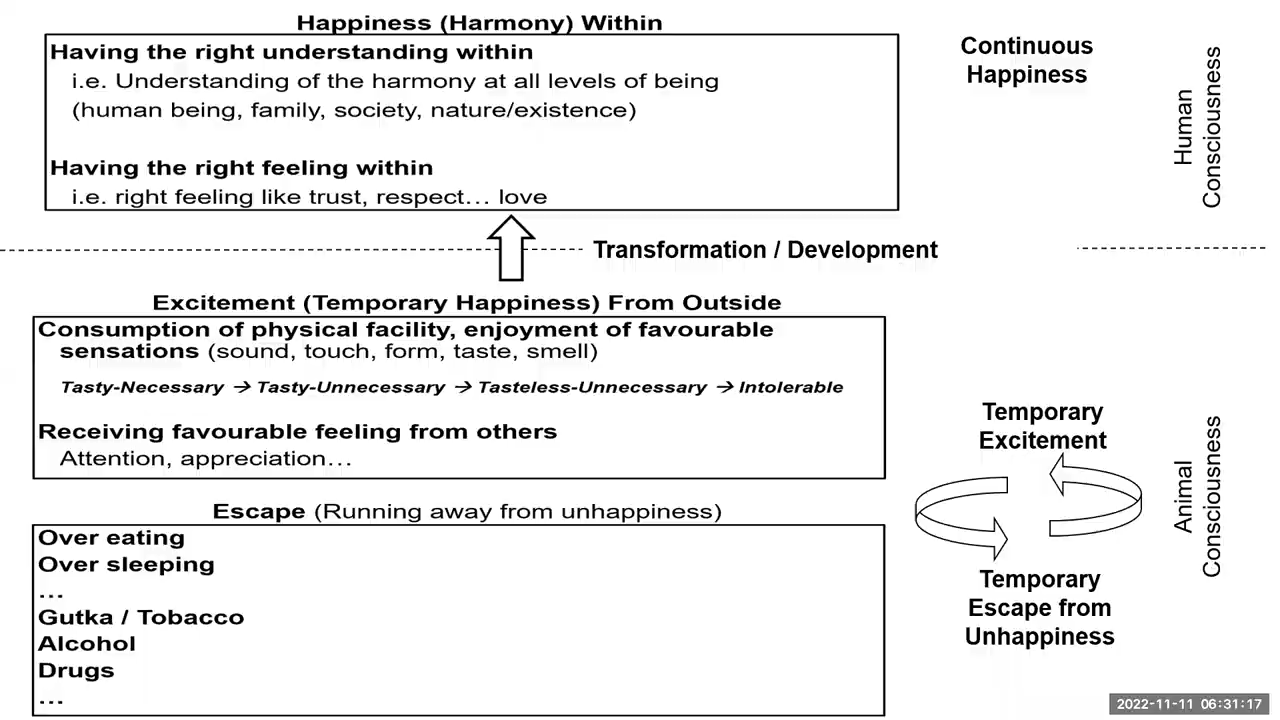 Happiness (Harmony) Within
Having the right understanding within
i.e. Understanding of the harmony at all levels of being
(human being, family, society, nature/existence)
Having the right feeling within
i.e. right feeling like trust, respect… love
Continuous
Happiness
Human
Consciousness
Transformation / Development
Excitement (Temporary Happiness) From Outside
Consumption of physical facility, enjoyment of favourable
sensations (sound, touch, form, taste, smell)
Tasty-Necessary → Tasty-Unnecessary → Tasteless-Unnecessary → Intolerable
Receiving favourable feeling from others
Attention, appreciation…
Escape (Running away from unhappiness)
Over eating
Over sleeping
…
Gutka / Tobacco
Alcohol
Drugs
…
Temporary
Excitement
Temporary
Escape from
Unhappiness
Animal
Consciousness
2022-11-11 06:31:17